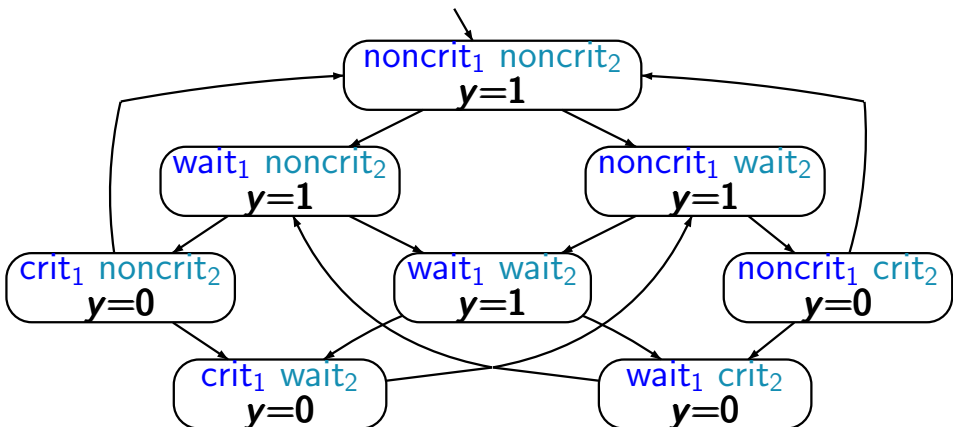 noncrit₁ noncrit₂
y=1
wait₁ noncrit₂
y=1
noncrit₁ wait₂
y=1
crit₁ noncrit₂
y=0
wait₁ wait₂
y=1
noncrit₁ crit₂
y=0
crit₁ wait₂
y=0
wait₁ crit₂
y=0